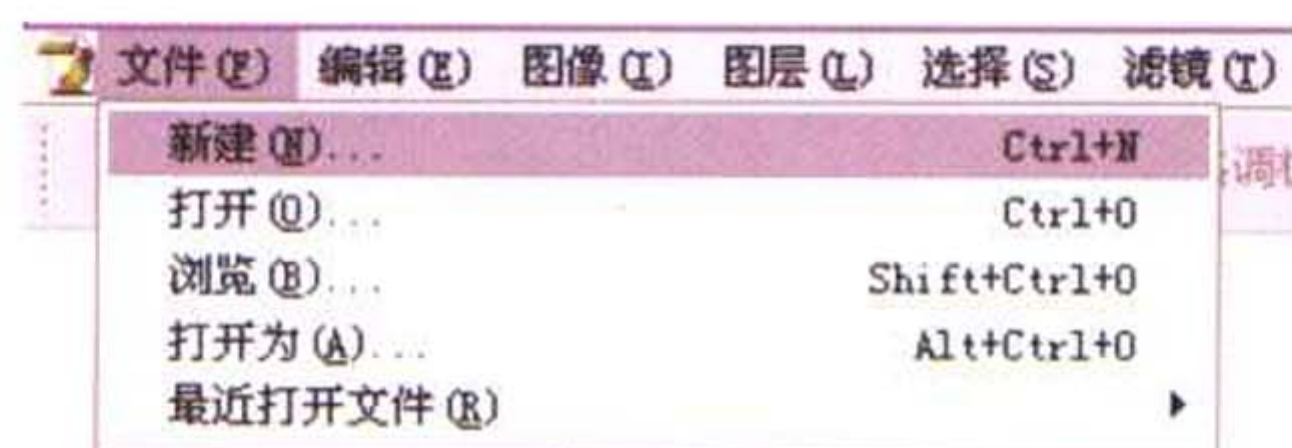 文件(F) 编辑(E) 图像(I) 图层(L) 选择(S) 滤镜(T)
新建(N)... Ctrl+N
调
打开(O)... Ctrl+O
浏览(B)... Shift+Ctrl+O
打开为(A)... Alt+Ctrl+O
最近打开文件(R)